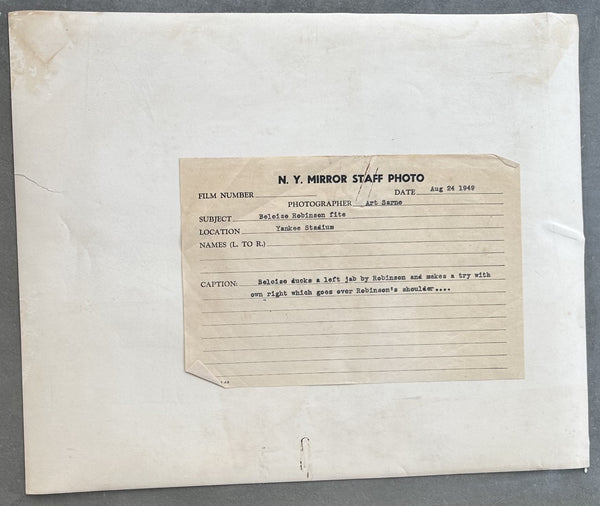 N. Y. MIRROR STAFF PHOTO
FILM NUMBER DATE Aug 24 1949
PHOTOGRAPHER Art Sarno
SUBJECT Beloise Robinson fite
LOCATION Yankee Stadium
NAMES (L. TO R.)
CAPTION: Beloise ducks a left jab by Robinson and makes a try with
own right which goes over Robinson's shoulder....